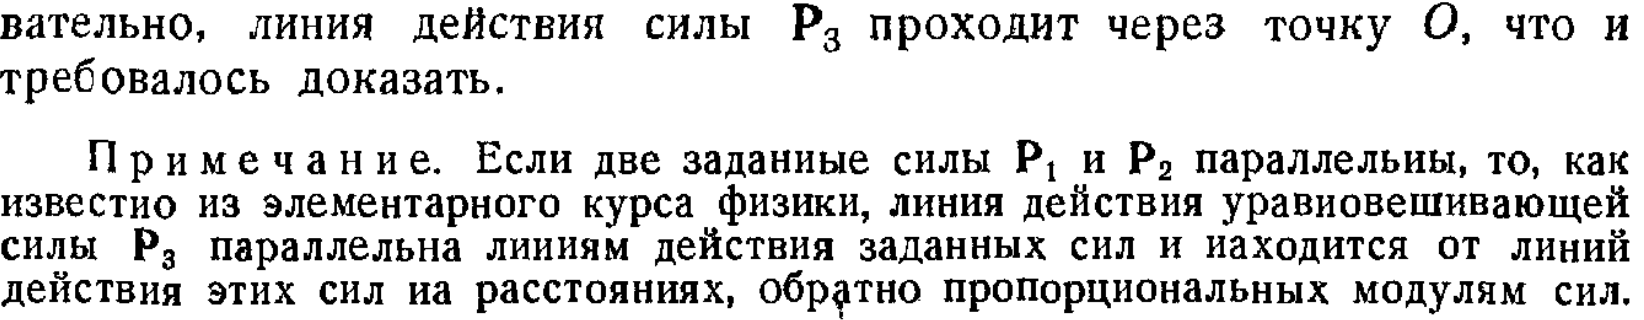 вательно, линия действия силы P₃ проходит через точку O, что и
требовалось доказать.
Примечание. Если две заданные силы P₁ и P₂ параллельны, то, как
известно из элементарного курса физики, линия действия уравновешивающей
силы P₃ параллельна линиям действия заданных сил и находится от линий
действия этих сил на расстояниях, обратно пропорциональных модулям сил.